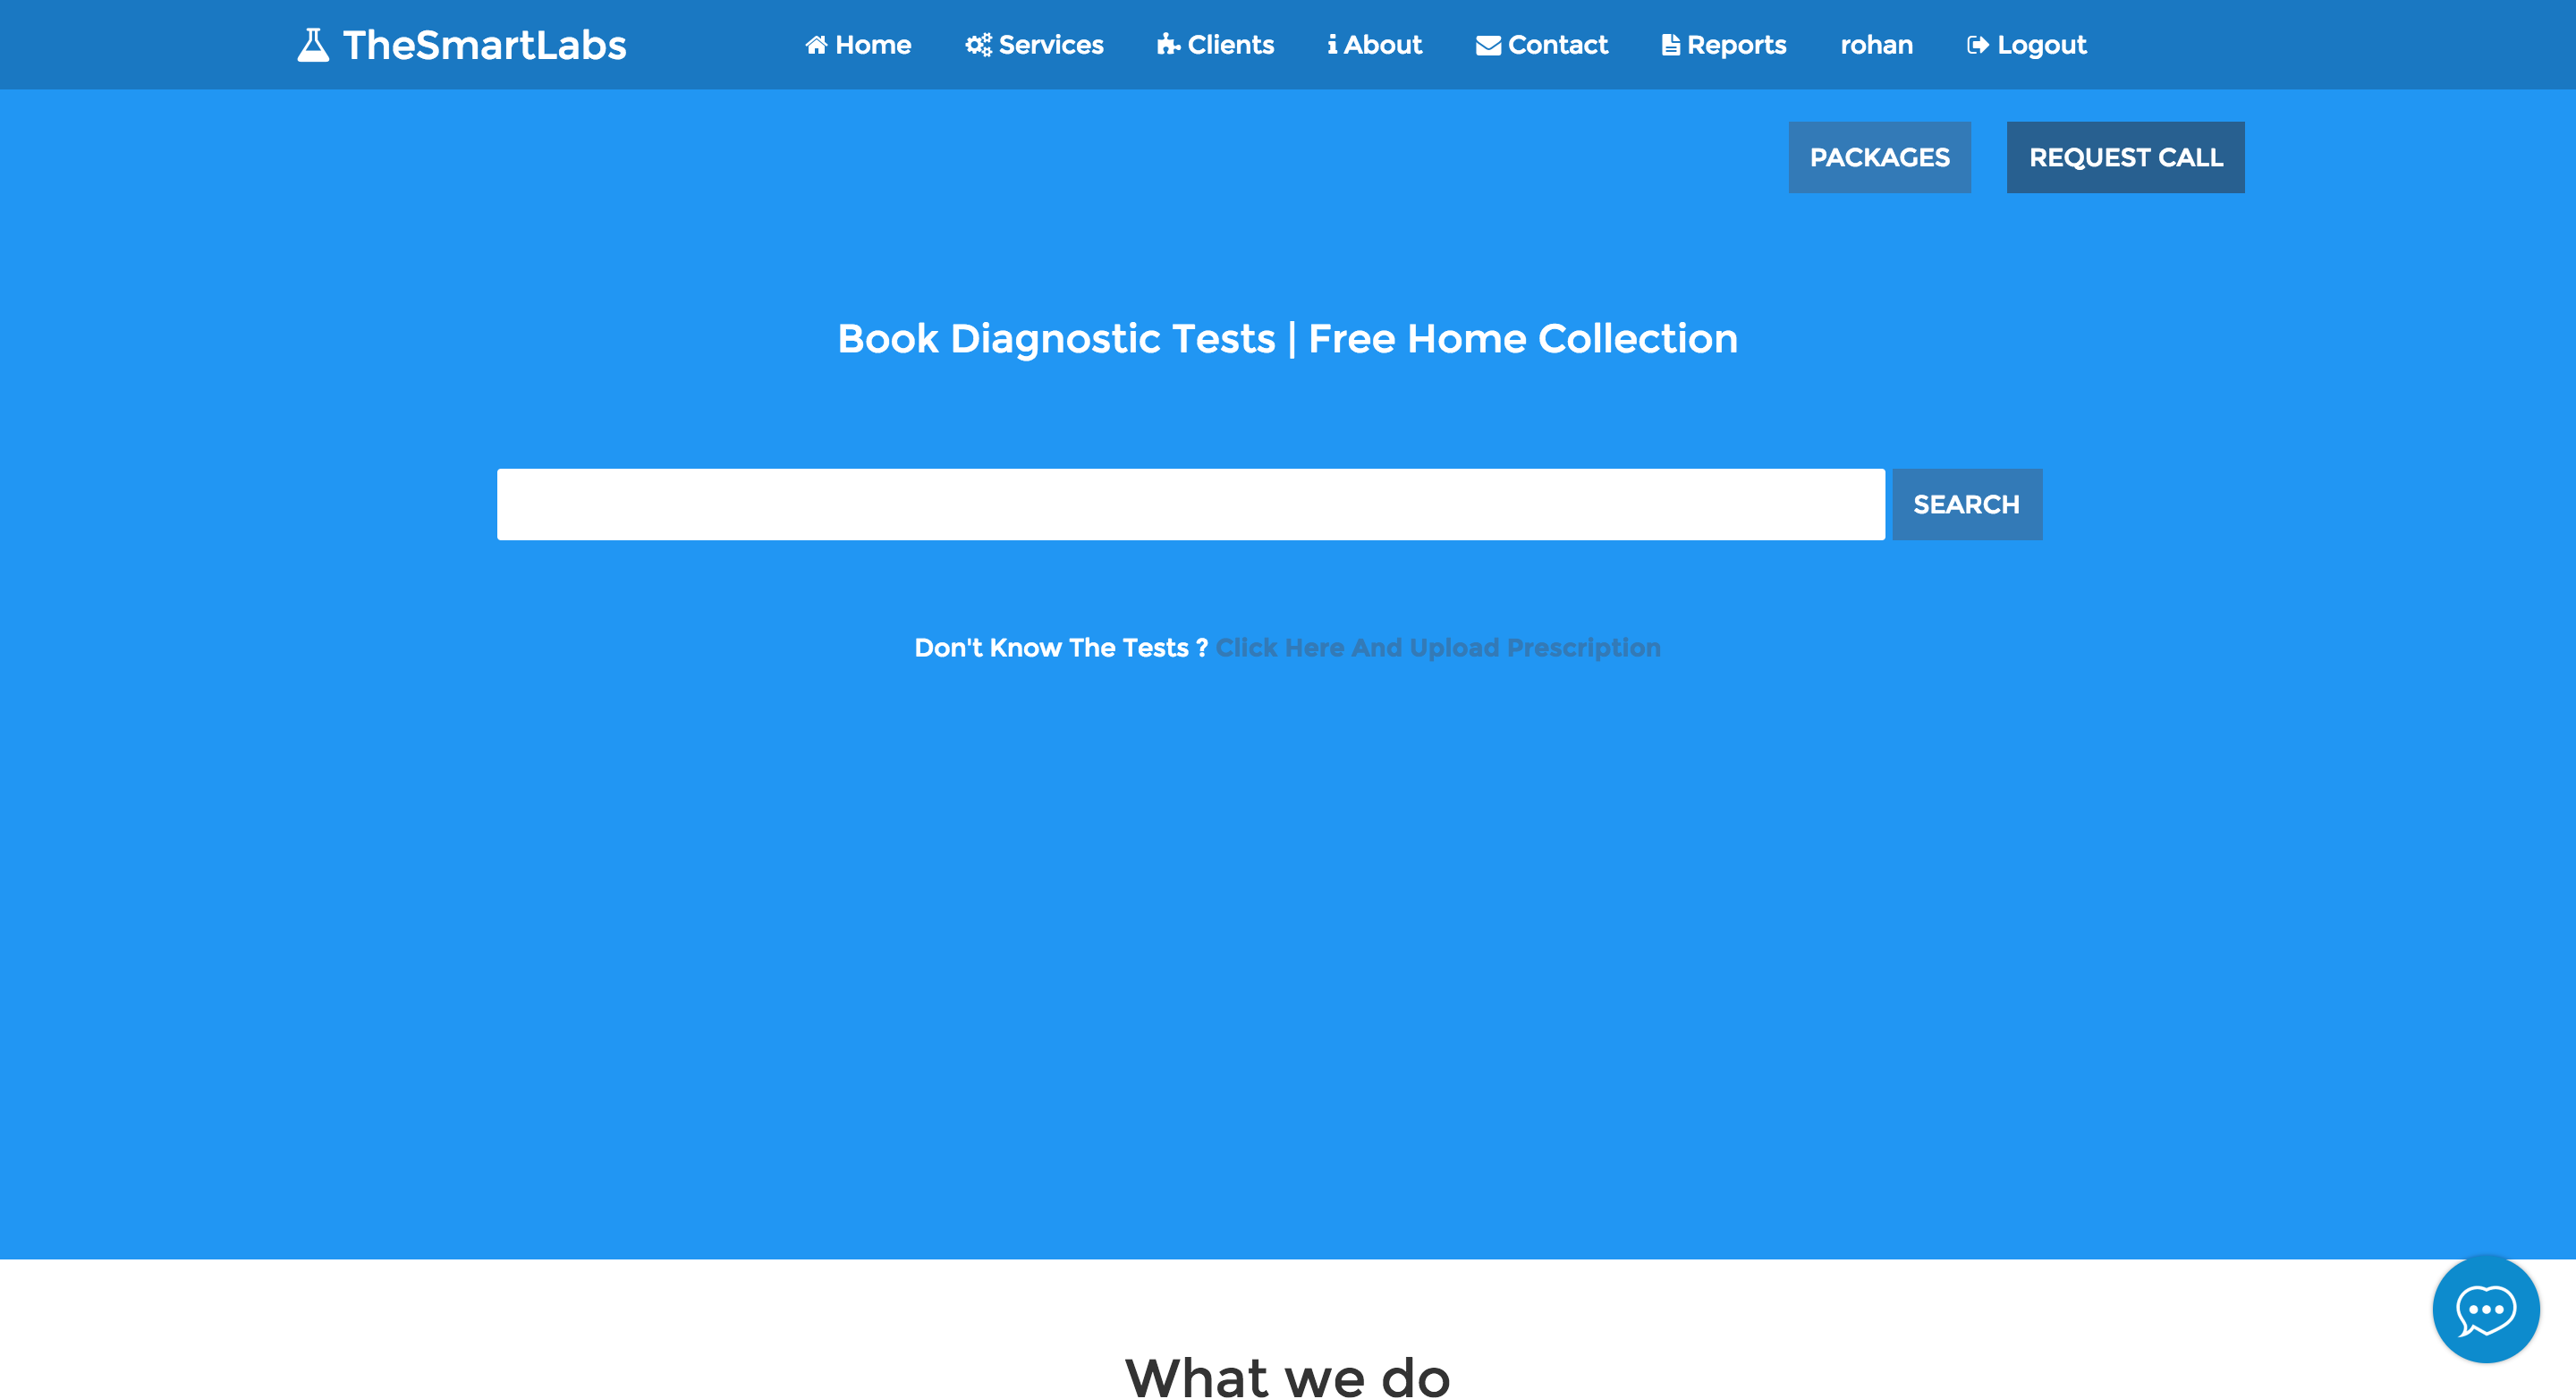 TheSmartLabs Home Services Clients About Contact Reports rohan Logout
PACKAGES REQUEST CALL
Book Diagnostic Tests | Free Home Collection
SEARCH
Don't Know The Tests ? Click Here And Upload Prescription
What we do